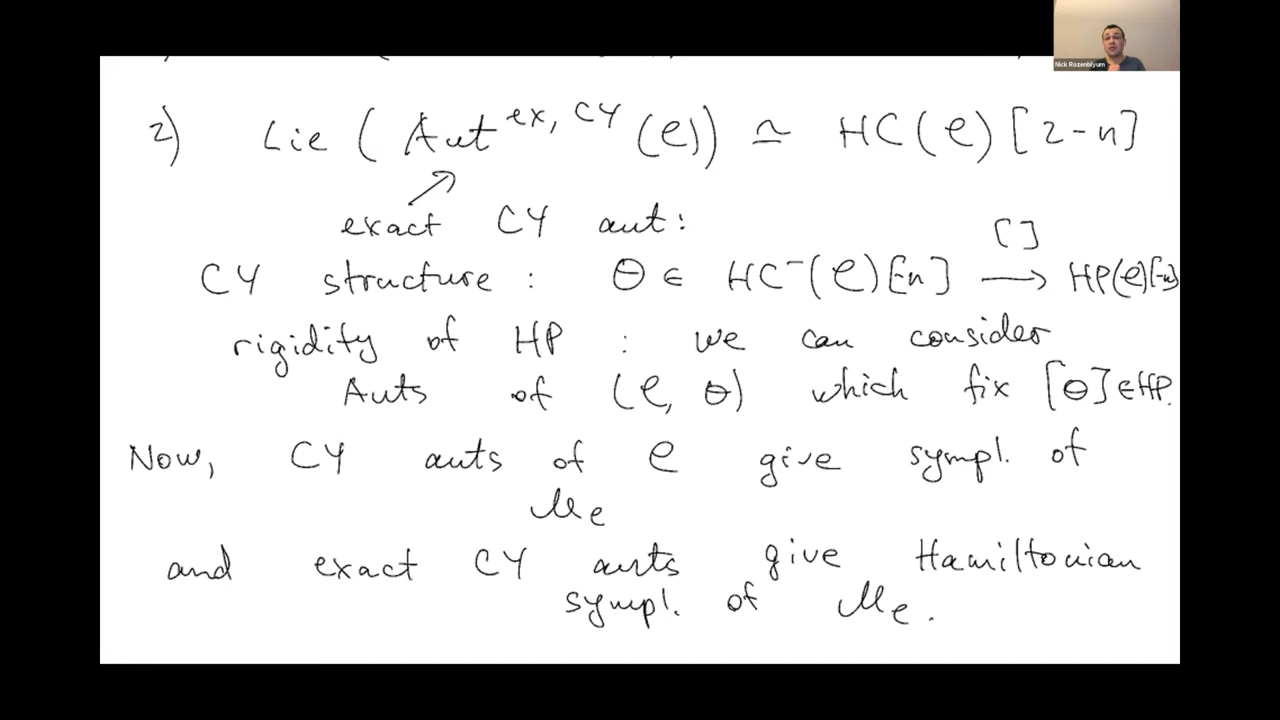 Nick Rozenblyum
2) Lie ( Aut^{ex, CY} (C)) ≃ HC(C) [2-n]
exact CY aut:
[ ]
CY structure : Θ ∈ HC⁻(C)[-n] ⟶ HP(C)[-n]
rigidity of HP : we can consider
Auts of (C, Θ) which fix [Θ] ∈ HP.
Now, CY auts of C give sympl. of
M_C
and exact CY auts give Hamiltonian
sympl. of M_C.